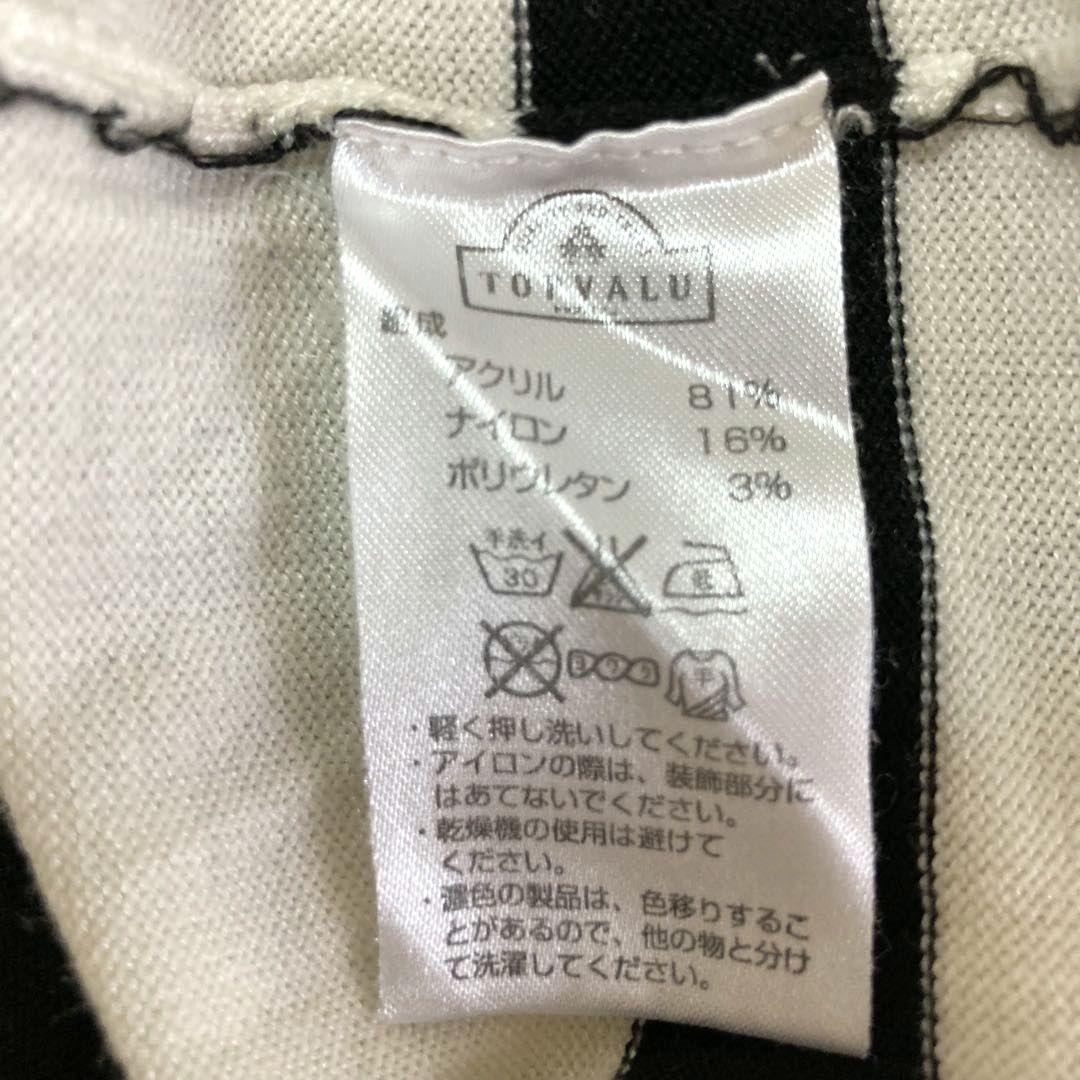 TOPVALU
組成
アクリル 81%
ナイロン 16%
ポリウレタン 3%
手洗イ
30
低
手
・軽く押し洗いしてください。
・アイロンの際は、装飾部分に
はあてないでください。
・乾燥機の使用は避けて
ください。
・濃色の製品は、色移りするこ
とがあるので、他の物と分け
て洗濯してください。